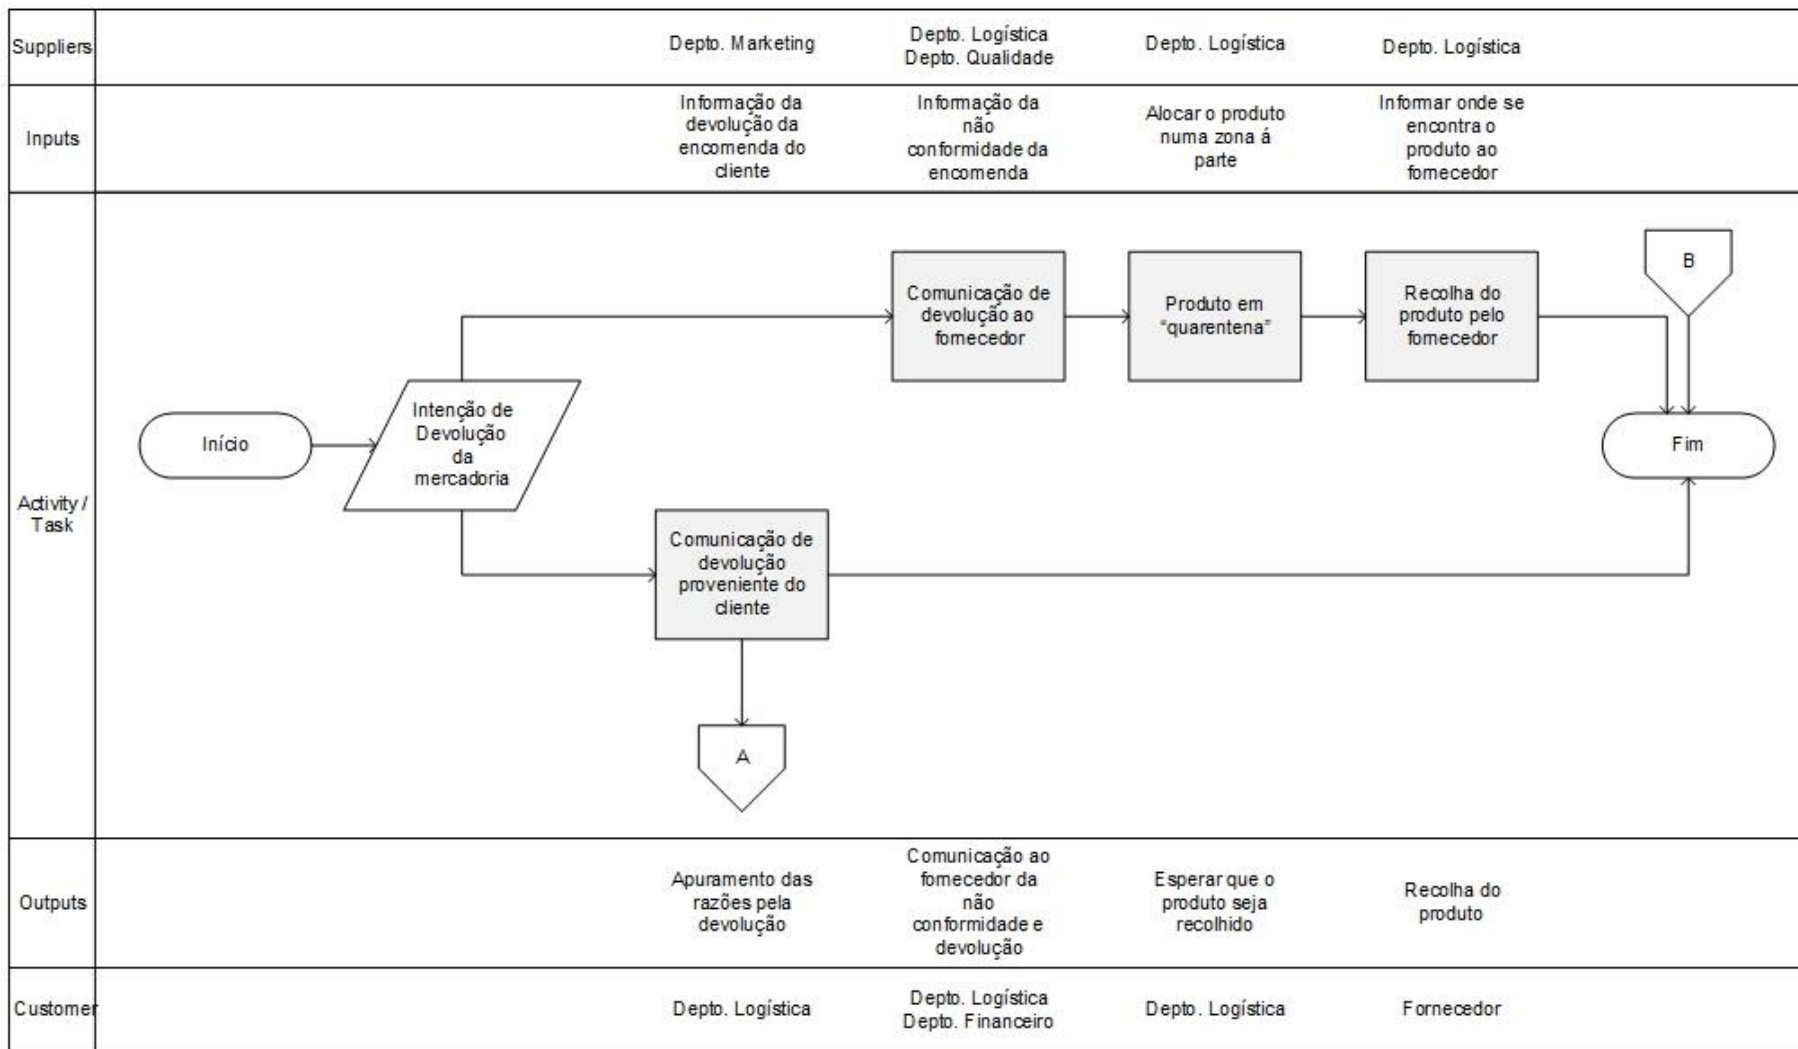 Suppliers
Depto. Marketing
Depto. Logística
Depto. Qualidade
Depto. Logística
Depto. Logística
Inputs
Informação da
devolução da
encomenda do
cliente
Informação da
não
conformidade da
encomenda
Alocar o produto
numa zona á
parte
Informar onde se
encontra o
produto ao
fornecedor
Activity /
Task
Início
Intenção de
Devolução
da
mercadoria
Comunicação de
devolução ao
fornecedor
Produto em
“quarentena”
Recolha do
produto pelo
fornecedor
B
Fim
Comunicação de
devolução
proveniente do
cliente
A
Outputs
Apuramento das
razões pela
devolução
Comunicação ao
fornecedor da
não
conformidade e
devolução
Esperar que o
produto seja
recolhido
Recolha do
produto
Customer
Depto. Logística
Depto. Logística
Depto. Financeiro
Depto. Logística
Fornecedor